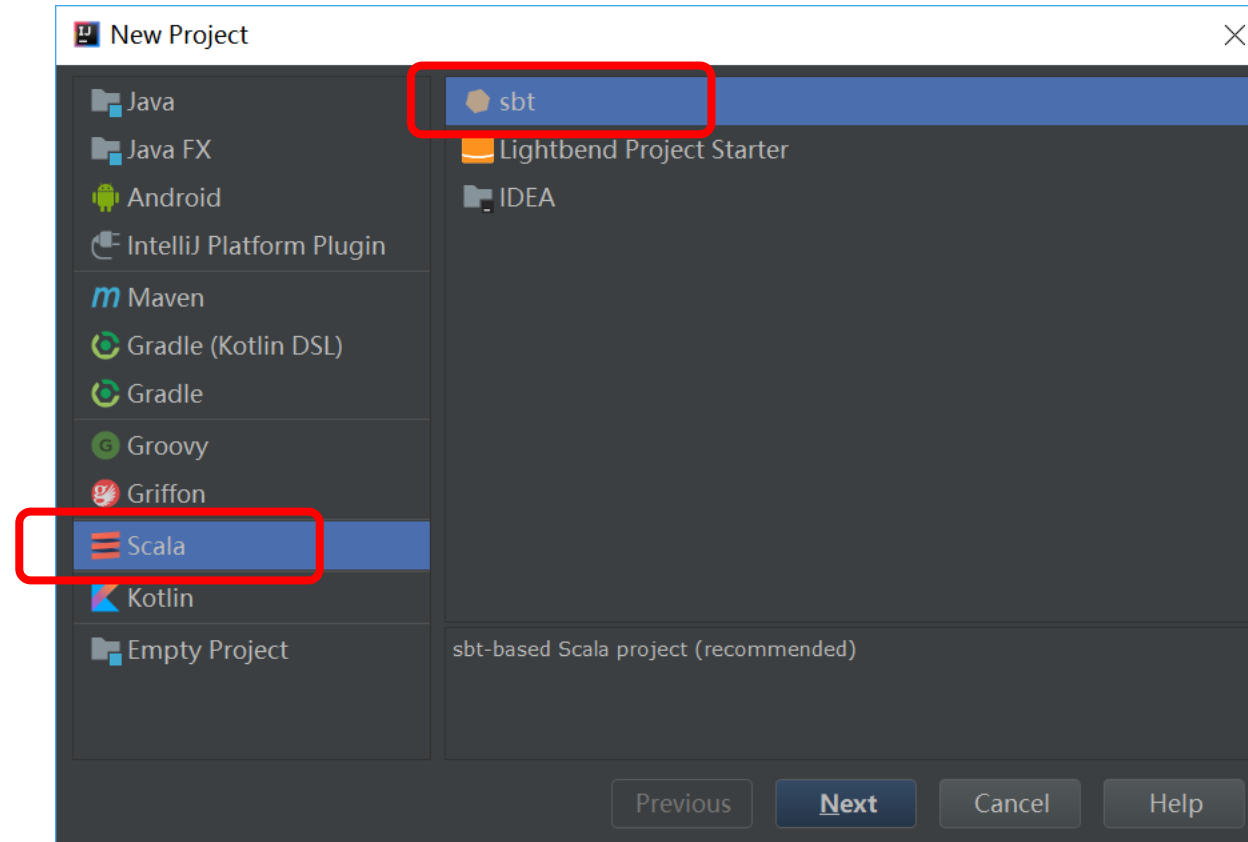 New Project
Java
Java FX
Android
IntelliJ Platform Plugin
Maven
Gradle (Kotlin DSL)
Gradle
Groovy
Griffon
Scala
Kotlin
Empty Project
sbt
Lightbend Project Starter
IDEA
sbt-based Scala project (recommended)
Previous
Next
Cancel
Help